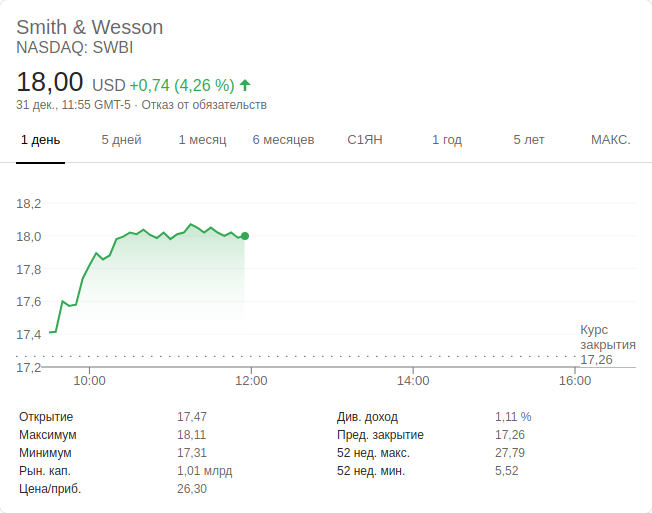 Smith & Wesson
NASDAQ: SWBI
18,00 USD +0,74 (4,26 %)
31 дек., 11:55 GMT-5 · Отказ от обязательств
1 день 5 дней 1 месяц 6 месяцев С1ЯН 1 год 5 лет МАКС.
18,2
18,0
17,8
17,6
17,4
17,2
Курс
закрытия
17,26
10:00 12:00 14:00 16:00
Открытие 17,47 Див. доход 1,11 %
Максимум 18,11 Пред. закрытие 17,26
Минимум 17,31 52 нед. макс. 27,79
Рын. кап. 1,01 млрд 52 нед. мин. 5,52
Цена/приб. 26,30